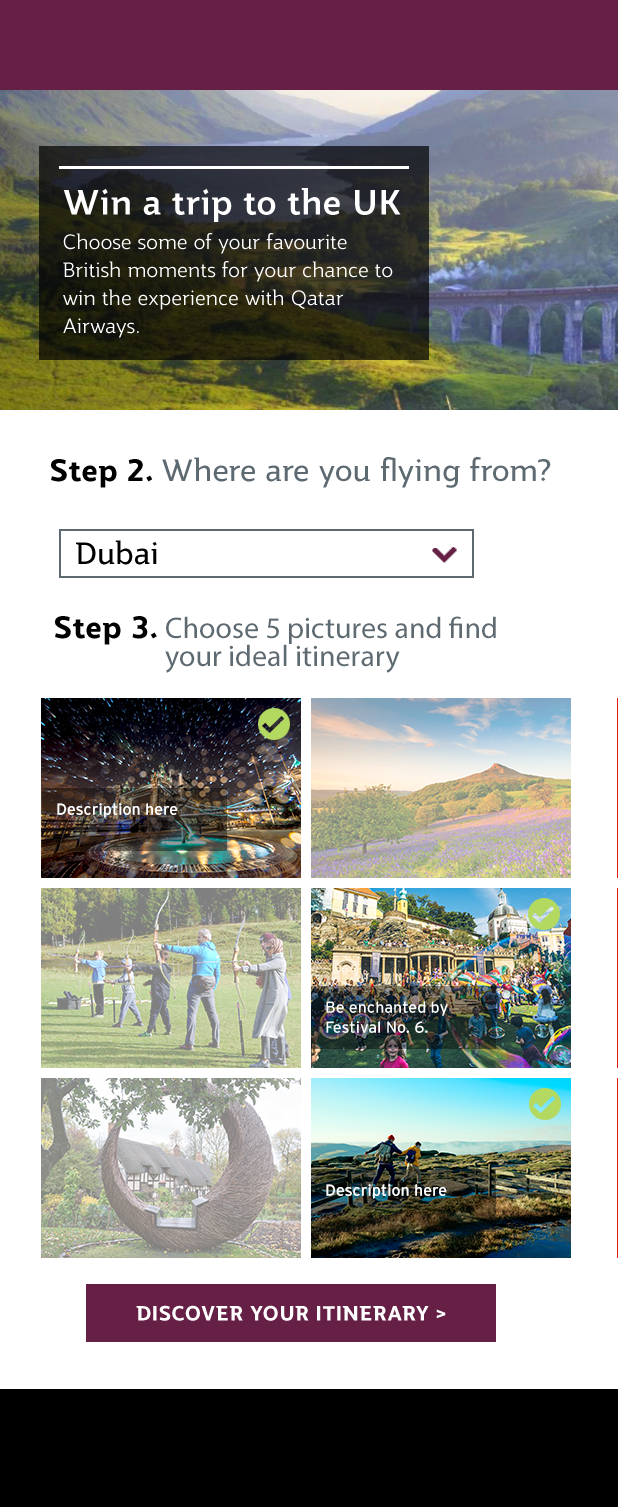 Win a trip to the UK
Choose some of your favourite
British moments for your chance to
win the experience with Qatar
Airways.
Step 2. Where are you flying from?
Dubai
Step 3. Choose 5 pictures and find
your ideal itinerary
Description here
Be enchanted by
Festival No. 6.
Description here
DISCOVER YOUR ITINERARY >